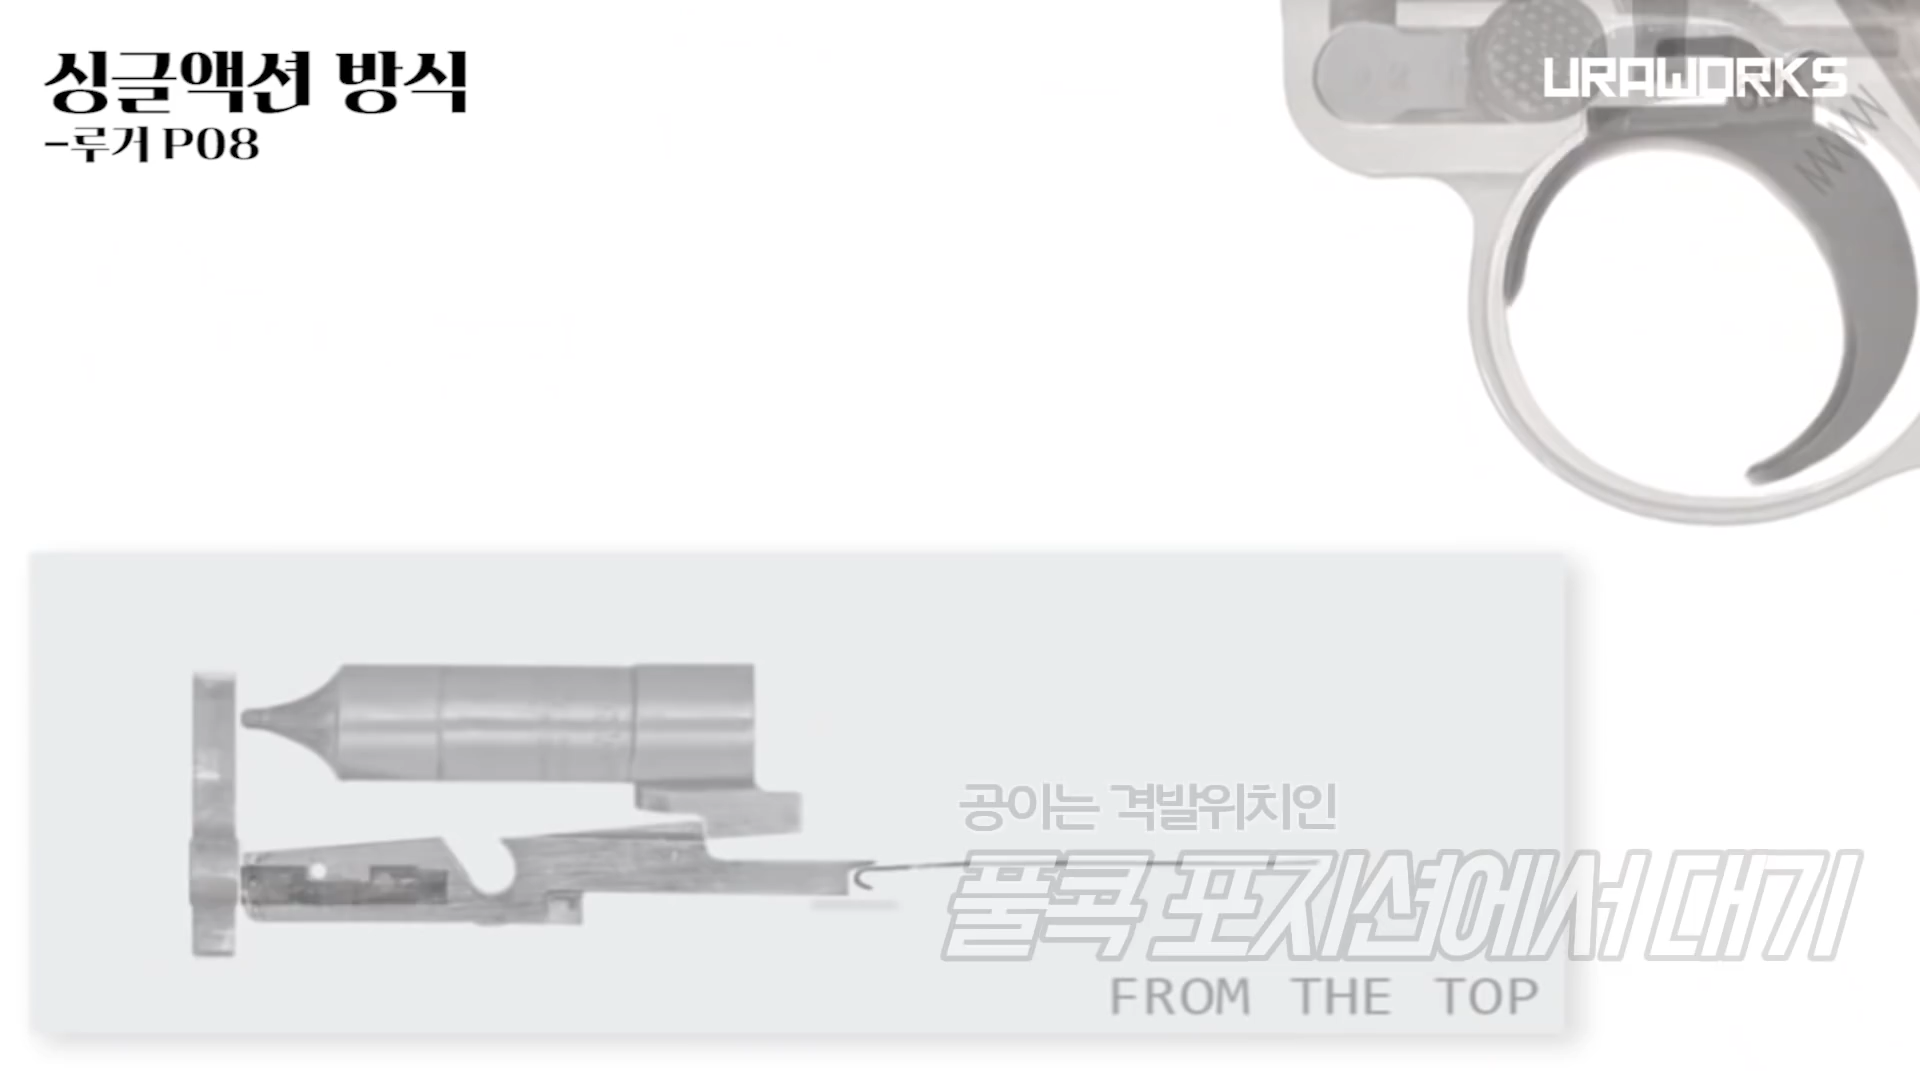 싱글액션 방식
-루거 P08
URAWORKS
공이는 격발위치인
풀콕 포지션에서 대기
FROM THE TOP